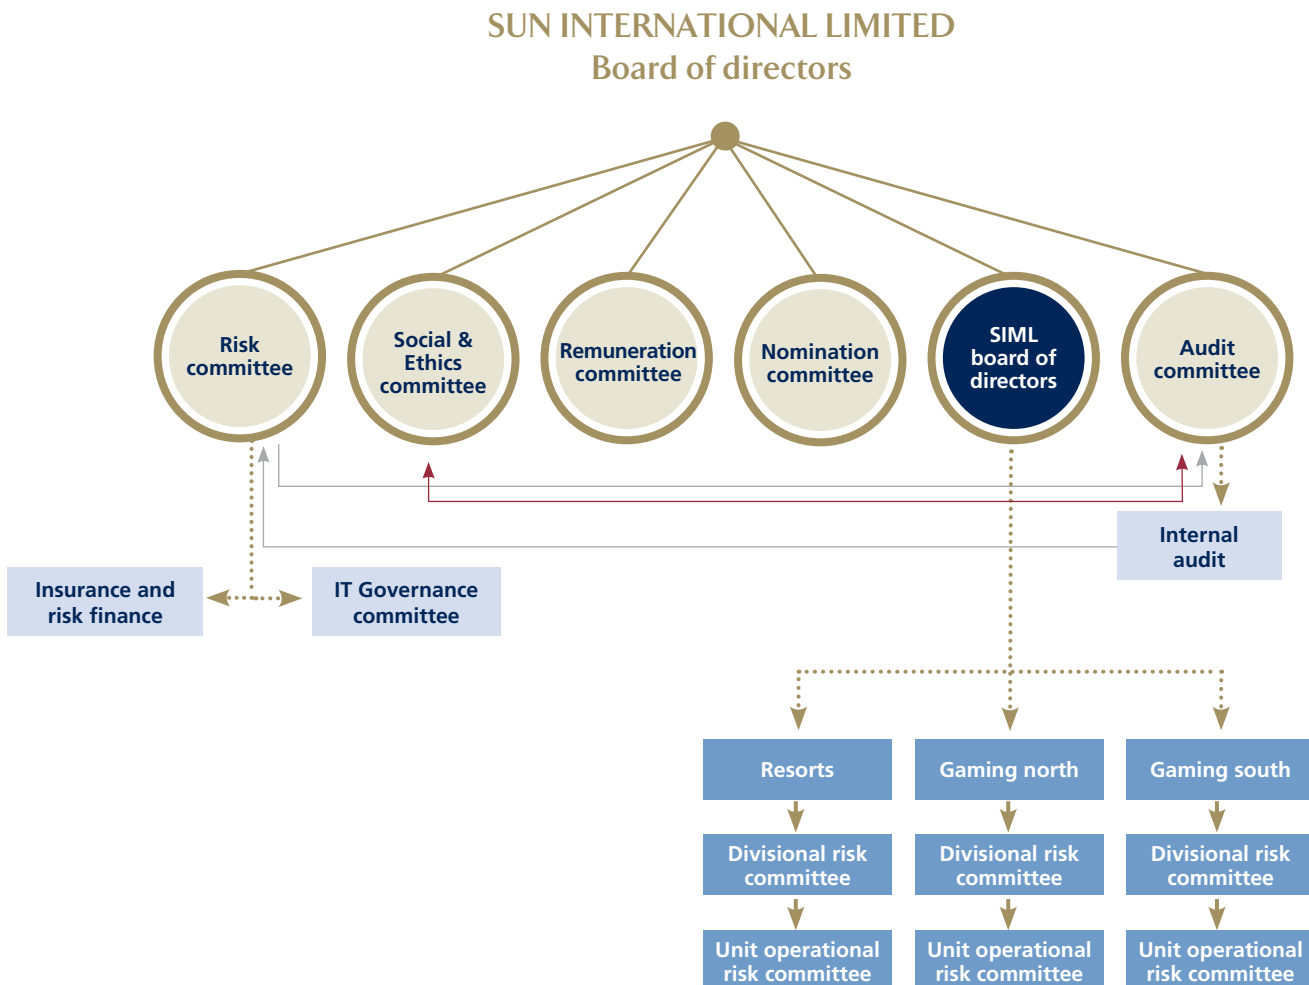 SUN INTERNATIONAL LIMITED
Board of directors
Risk
committee
Social &
Ethics
committee
Remuneration
committee
Nomination
committee
SIML
board of
directors
Audit
committee
Internal
audit
Insurance and
risk finance
IT Governance
committee
Resorts
Gaming north
Gaming south
Divisional risk
committee
Divisional risk
committee
Divisional risk
committee
Unit operational
risk committee
Unit operational
risk committee
Unit operational
risk committee